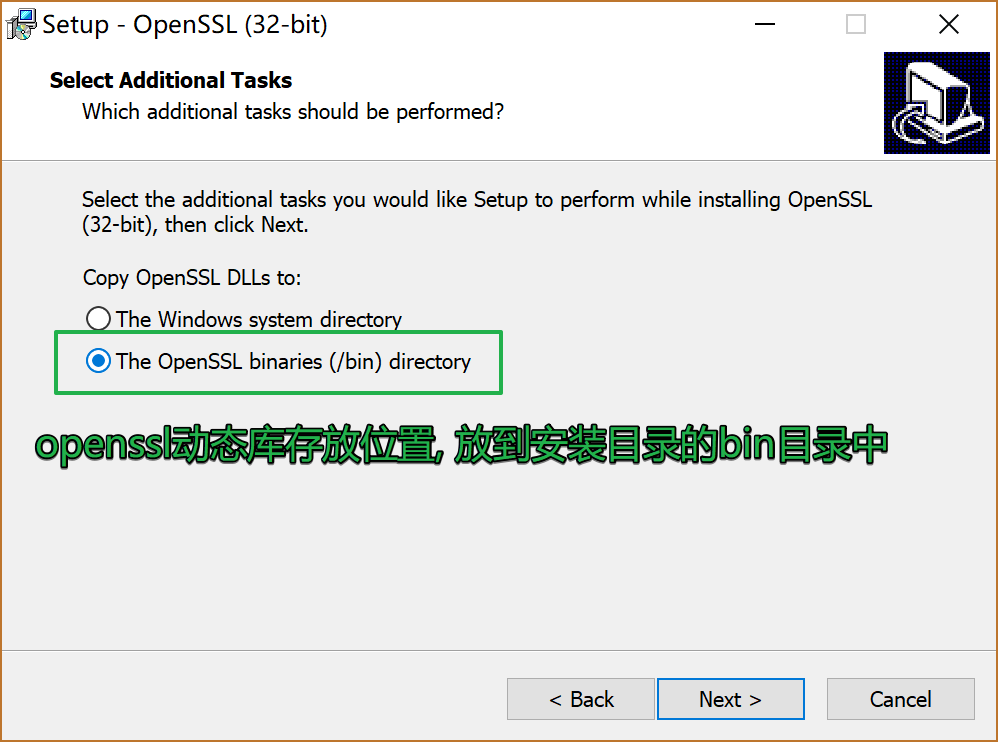 Setup - OpenSSL (32-bit)
Select Additional Tasks
Which additional tasks should be performed?
Select the additional tasks you would like Setup to perform while installing OpenSSL
(32-bit), then click Next.
Copy OpenSSL DLLs to:
The Windows system directory
The OpenSSL binaries (/bin) directory
openssl动态库存放位置, 放到安装目录的bin目录中
< Back
Next >
Cancel